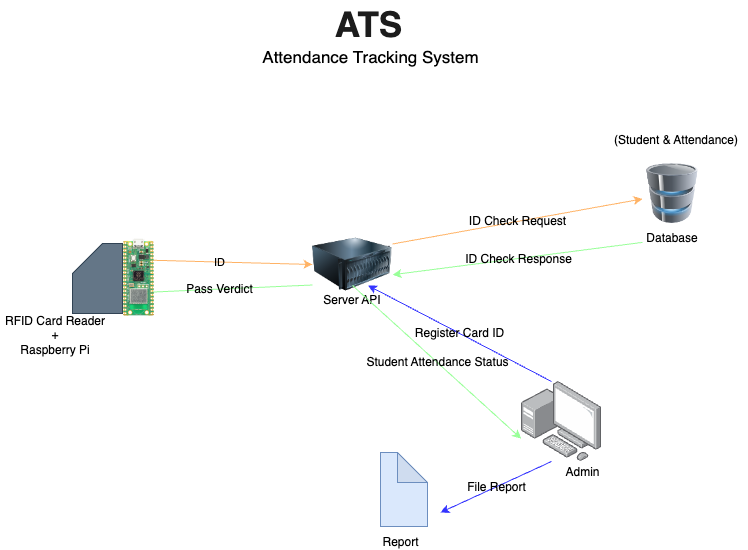 ATS
Attendance Tracking System
(Student & Attendance)
Database
ID Check Request
ID Check Response
ID
Pass Verdict
Server API
RFID Card Reader
+
Raspberry Pi
Register Card ID
Student Attendance Status
Admin
File Report
Report